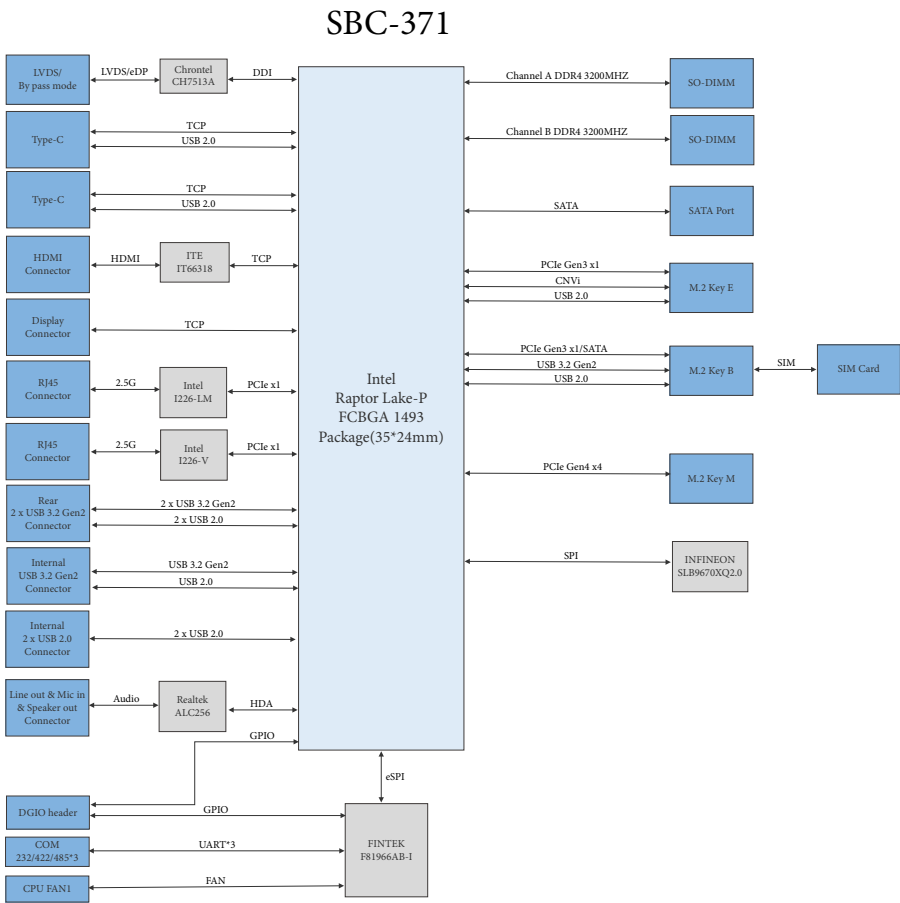 SBC-371
LVDS/
By pass mode
LVDS/eDP
Chrontel
CH7513A
DDI
Type-C
TCP
USB 2.0
Type-C
TCP
USB 2.0
HDMI
Connector
HDMI
ITE
IT66318
TCP
Display
Connector
TCP
RJ45
Connector
2.5G
Intel
I226-LM
PCIe x1
RJ45
Connector
2.5G
Intel
I226-V
PCIe x1
Rear
2 x USB 3.2 Gen2
Connector
2 x USB 3.2 Gen2
2 x USB 2.0
Internal
USB 3.2 Gen2
Connector
USB 3.2 Gen2
USB 2.0
Internal
2 x USB 2.0
Connector
2 x USB 2.0
Line out & Mic in
& Speaker out
Connector
Audio
Realtek
ALC256
HDA
GPIO
Intel
Raptor Lake-P
FCBGA 1493
Package(35*24mm)
Channel A DDR4 3200MHZ
SO-DIMM
Channel B DDR4 3200MHZ
SO-DIMM
SATA
SATA Port
PCIe Gen3 x1
CNVi
USB 2.0
M.2 Key E
PCIe Gen3 x1/SATA
USB 3.2 Gen2
USB 2.0
M.2 Key B
SIM
SIM Card
PCIe Gen4 x4
M.2 Key M
SPI
INFINEON
SLB9670XQ2.0
eSPI
DGIO header
GPIO
COM
232/422/485*3
UART*3
CPU FAN1
FAN
FINTEK
F81966AB-I